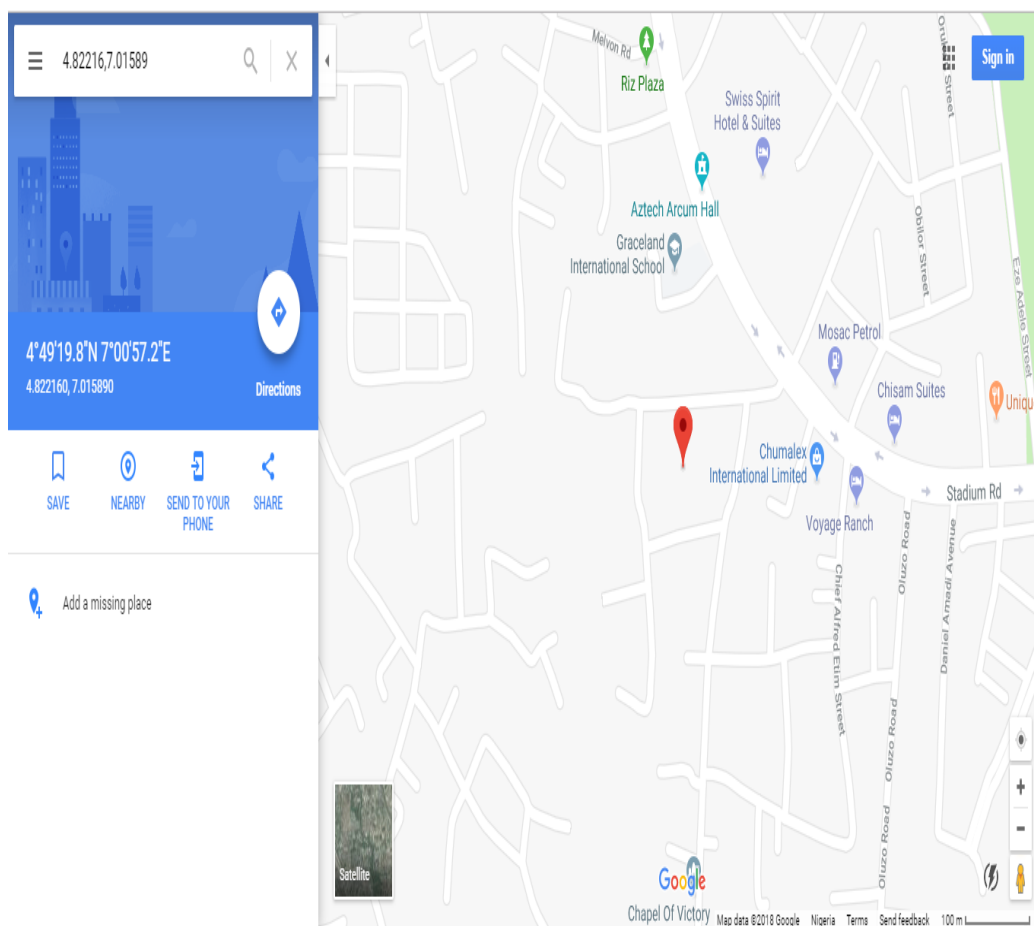 4.82216,7.01589
4°49'19.8"N 7°00'57.2"E
4.822160, 7.015890
Directions
SAVE
NEARBY
SEND TO YOUR
PHONE
SHARE
Add a missing place
Satellite
Sign in
Melvon Rd
Riz Plaza
Swiss Spirit
Hotel & Suites
Aztech Arcum Hall
Graceland
International School
Street
Obilor Street
Eze Adele Street
Mosac Petrol
Chisam Suites
Uniqu
Chumalex
International Limited
Voyage Ranch
Stadium Rd
Chief Alfred Etim Street
Oluzo Road
Daniel Amadi Avenue
Oluzo Road
Oluzo Road
Google
Chapel Of Victory
Map data ©2018 Google Nigeria Terms Send feedback 100 m